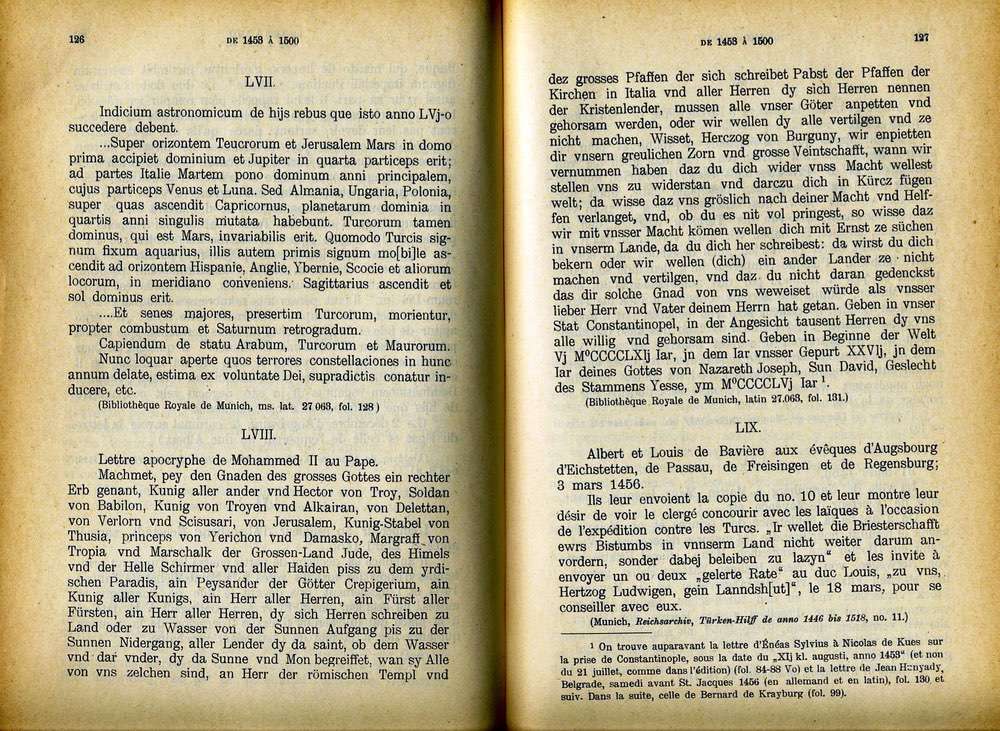 126
DE 1453 À 1500
LVII.
Indicium astronomicum de hijs rebus que isto anno LVj-o
succedere debent.
...Super orizontem Teucrorum et Jerusalem Mars in domo
prima accipiet dominium et Jupiter in quarta particeps erit;
ad partes Italie Martem pono dominum anni principalem,
cujus particeps Venus et Luna. Sed Almania, Ungaria, Polonia,
super quas ascendit Capricornus, planetarum dominia in
quartis anni singulis mutata habebunt. Turcorum tamen
dominus, qui est Mars, invariabilis erit. Quomodo Turcis sig-
num fixum aquarius, illis autem primis signum mo[bi]le as-
cendit ad orizontem Hispanie, Anglie, Ybernie, Scocie et aliorum
locorum, in meridiano conveniens. Sagittarius ascendit et
sol dominus erit.
....Et senes majores, presertim Turcorum, morientur,
propter combustum et Saturnum retrogradum.
Capiendum de statu Arabum, Turcorum et Maurorum.
Nunc loquar aperte quos terrores constellaciones in hunc
annum delate, estima ex voluntate Dei, supradictis conatur in-
ducere, etc.
(Bibliothèque Royale de Munich, ms. lat. 27 063, fol. 128)
LVIII.
Lettre apocryphe de Mohammed II au Pape.
Machmet, pey den Gnaden des grosses Gottes ein rechter
Erb genant, Kunig aller ander vnd Hector von Troy, Soldan
von Babilon, Kunig von Troyen vnd Alkairan, von Delettan,
von Verlorn vnd Scisusari, von Jerusalem, Kunig-Stabel von
Thusia, princeps von Yerichon vnd Damasko, Margraff von
Tropia vnd Marschalk der Grossen-Land Jude, des Himels
vnd der Helle Schirmer vnd aller Haiden piss zu dem yrdi-
schen Paradis, ain Peysander der Götter Crepigerium, ain
Kunig aller Kunigs, ain Herr aller Herren, ain Fürst aller
Fürsten, ain Herr aller Herren, dy sich Herren schreiben zu
Land oder zu Wasser von der Sunnen Aufgang pis zu der
Sunnen Nidergang, aller Lender dy da saint, ob dem Wasser
vnd dar vnder, dy da Sunne vnd Mon begreiffet, wan sy Alle
von vns zelchen sind, an Herr der römischen Templ vnd
DE 1453 À 1500
127
dez grosses Pfaffen der sich schreibet Pabst der Pfaffen der
Kirchen in Italia vnd aller Herren dy sich Herren nennen
der Kristenlender, mussen alle vnser Göter anpetten vnd
gehorsam werden, oder wir wellen dy alle vertilgen vnd ze
nicht machen, Wisset, Herczog von Burguny, wir enpietten
dir vnsern greulichen Zorn vnd grosse Veintschafft, wann wir
vernummen haben daz du dich wider vnss Macht wellest
stellen vns zu widerstan vnd darczu dich in Kürcz fügen
welt; da wisse daz vns gröslich nach deiner Macht vnd Helf-
fen verlanget, vnd, ob du es nit vol pringest, so wisse daz
wir mit vnsser Macht kömen wellen dich mit Ernst ze süchen
in vnserm Lande, da du dich her schreibest: da wirst du dich
bekern oder wir wellen (dich) ein ander Lander ze nicht
machen vnd vertilgen, vnd daz du nicht daran gedenckst
das dir solche Gnad von vns weweiset würde als vnsser
lieber Herr vnd Vater deinem Herrn hat getan. Geben in vnser
Stat Constantinopel, in der Angesicht tausent Herren dy vns
alle willig vnd gehorsam sind. Geben in Beginne der Welt
Vj MºCCCCLXIj Iar, jn dem Iar vnsser Gepurt XXVIj, jn dem
Iar deines Gottes von Nazareth Joseph, Sun David, Geslecht
des Stammens Yesse, ym MºCCCCLVj Iar ¹.
(Bibliothèque Royale de Munich, latin 27.063, fol. 131.)
LIX.
Albert et Louis de Bavière aux évêques d'Augsbourg
d'Eichstetten, de Passau, de Freisingen et de Regensburg;
3 mars 1456.
Ils leur envoient la copie du no. 10 et leur montre leur
désir de voir le clergé concourir avec les laïques à l'occasion
de l'expédition contre les Turcs. „Ir wellet die Briesterschafft
ewrs Bistumbs in vnnserm Land nicht weiter darum an-
vordern, sonder dabej beleiben zu lazyn“ et les invite à
envoyer un ou deux „gelerte Rate“ au duc Louis, „zu vns,
Hertzog Ludwigen, gein Lanndsh[ut]“, le 18 mars, pour se
conseiller avec eux.
(Munich, Reichsarchiv, Türken-Hilff de anno 1446 bis 1518, no. 11.)
¹ On trouve auparavant la lettre d'Énéas Sylvius à Nicolas de Kues sur
la prise de Constantinople, sous la date du „XIj kl. augusti, anno 1453“ (et non
du 21 juillet, comme dans l'édition) (fol. 84-88 Vo) et la lettre de Jean Hunyady,
Belgrade, samedi avant St. Jacques 1456 (en allemand et en latin), fol. 130 et
suiv. Dans la suite, celle de Bernard de Krayburg (fol. 99).